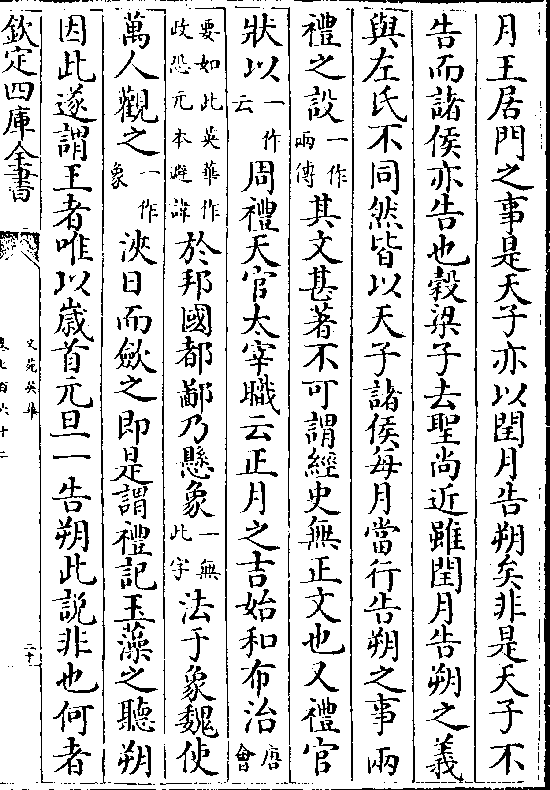 月王居門之事是天子亦以閏月告朔矣非是天子不
告而諸侯亦告也穀梁子去聖尚近雖閏月告朔之義
與左氏不同然皆以天子諸侯每月當行告朔之事兩
禮之設一作兩傳其文甚著不可謂經史無正文也又禮官
狀以一作云周禮天官太宰職云正月之吉始和布治唐會
要如此英華作攺恐元本避諱於邦國都鄙乃懸象一無此字法于象魏使
萬人觀之一作象浹日而斂之即是謂禮記玉藻之聽朔
因此遂謂王者唯以歲首元旦一告朔此說非也何者
欽定四庫全書
文苑英華
二十